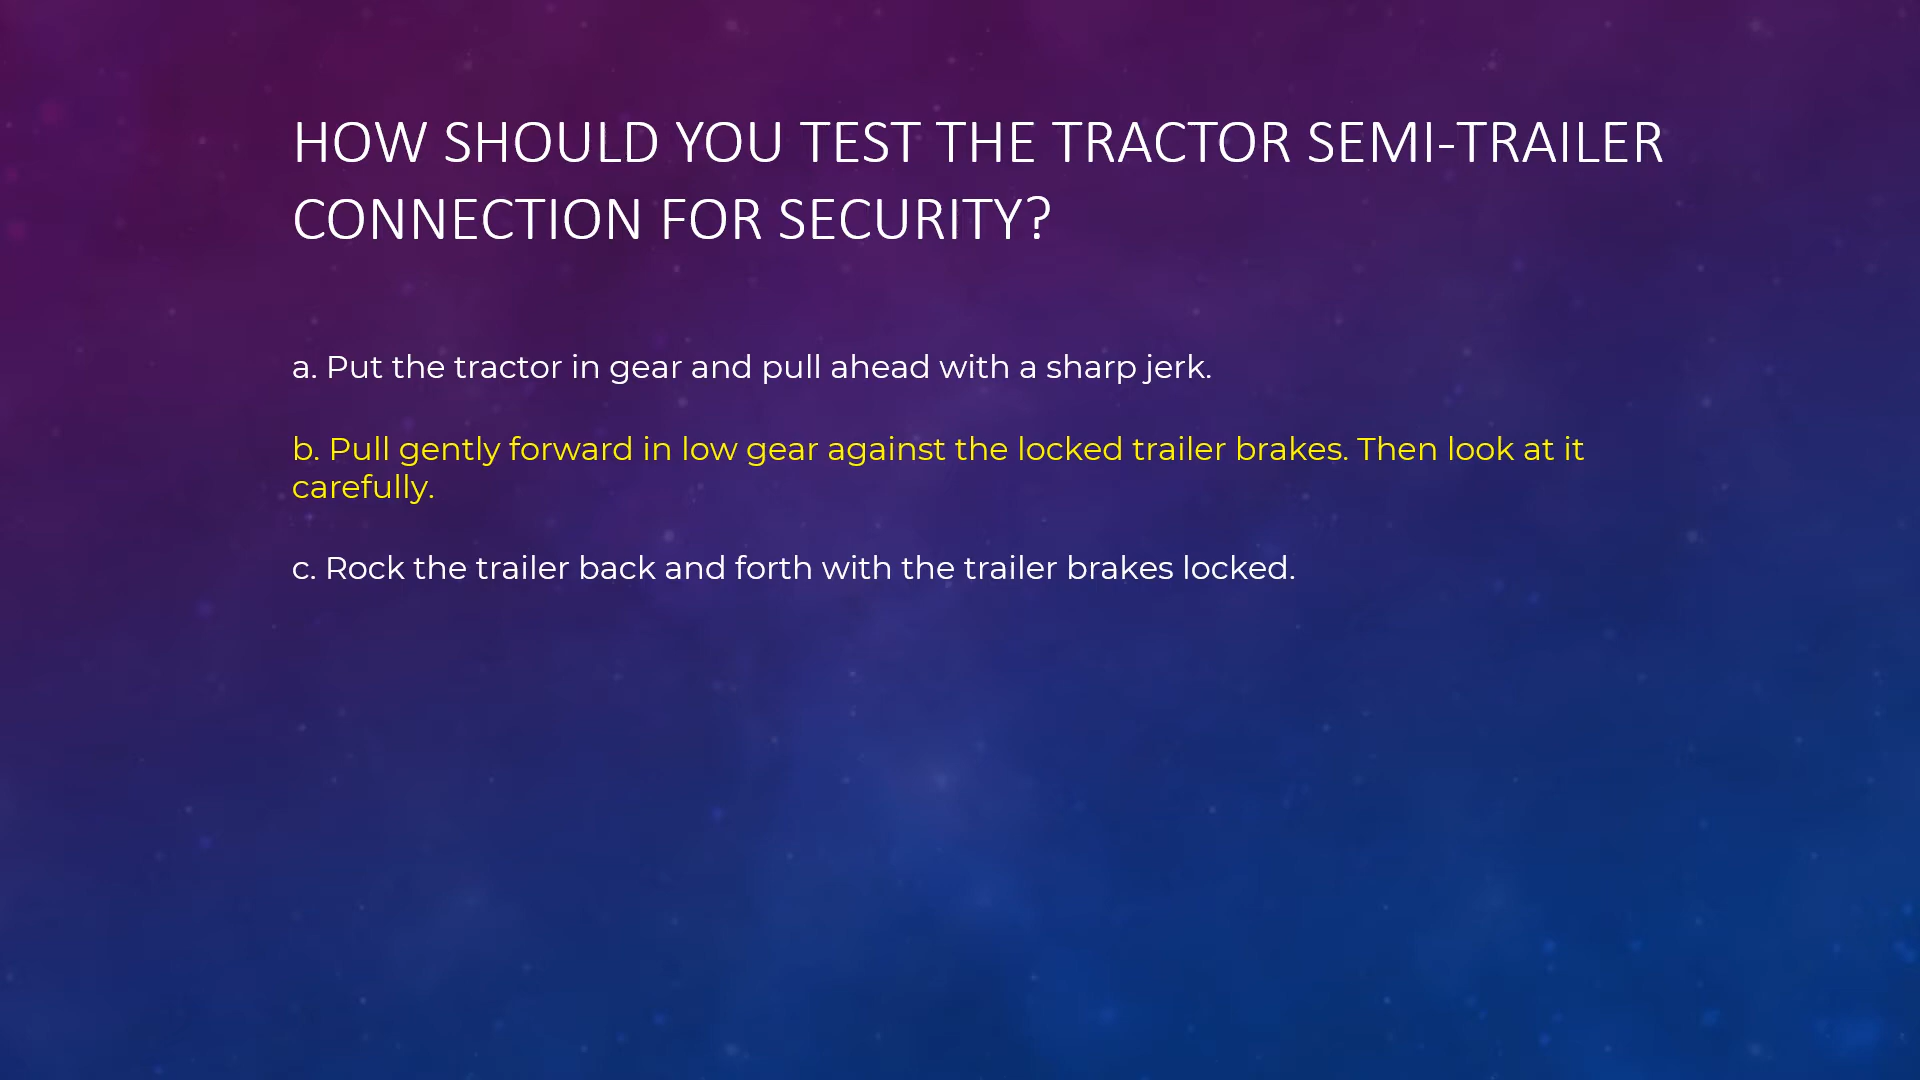 HOW SHOULD YOU TEST THE TRACTOR SEMI-TRAILER
CONNECTION FOR SECURITY?
a. Put the tractor in gear and pull ahead with a sharp jerk.
b. Pull gently forward in low gear against the locked trailer brakes. Then look at it
carefully.
c. Rock the trailer back and forth with the trailer brakes locked.